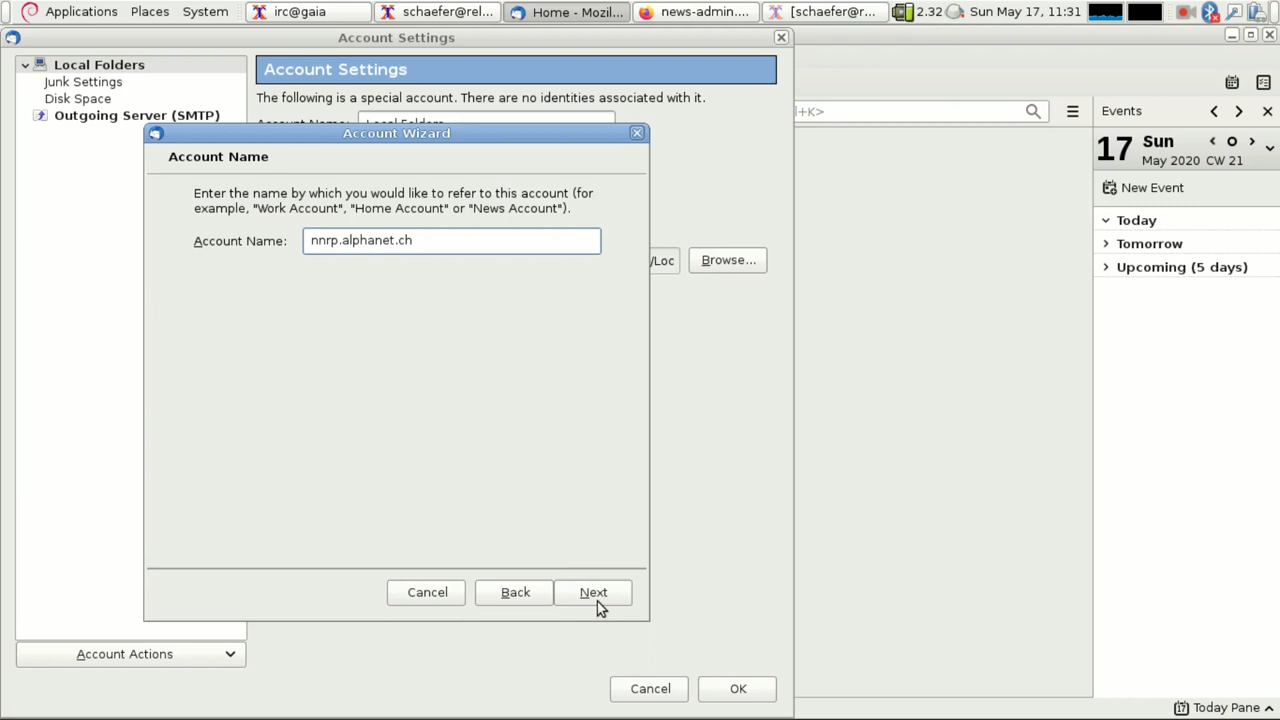 Applications Places System irc@gaia schaefer@rel... Home - Mozil... news-admin.... [schaefer@r... 2.32 Sun May 17, 11:31
Account Settings
Local Folders
Junk Settings
Disk Space
Outgoing Server (SMTP)
Account Settings
The following is a special account. There are no identities associated with it.
Account Wizard
Account Name
Enter the name by which you would like to refer to this account (for
example, "Work Account", "Home Account" or "News Account").
Account Name: nnrp.alphanet.ch
/Loc Browse...
Cancel Back Next
Account Actions
Cancel OK
+K>
Events
17 Sun
May 2020 CW 21
New Event
Today
Tomorrow
Upcoming (5 days)
17 Today Pane